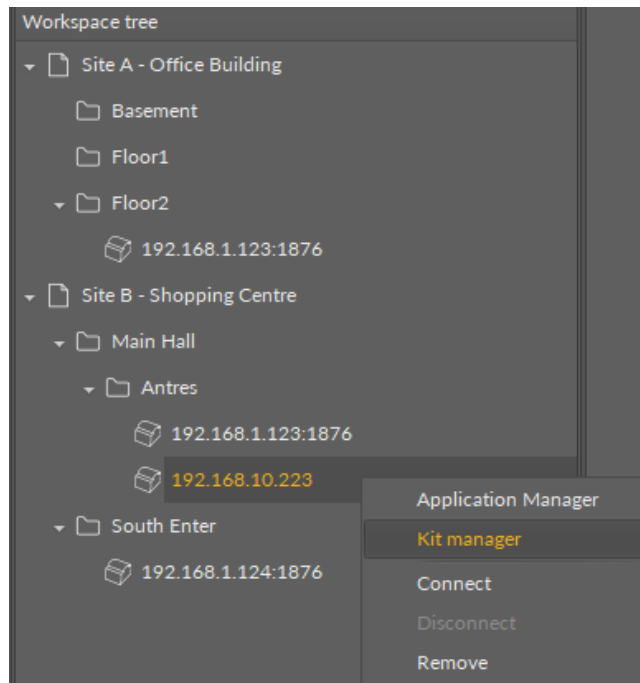 Workspace tree
Site A - Office Building
Basement
Floor1
Floor2
192.168.1.123:1876
Site B - Shopping Centre
Main Hall
Antres
192.168.1.123:1876
192.168.10.223
Application Manager
South Enter
Kit manager
192.168.1.124:1876
Connect
Disconnect
Remove